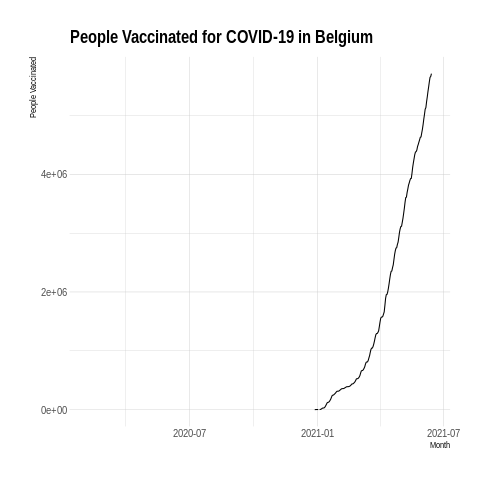 People Vaccinated for COVID-19 in Belgium
People Vaccinated
4e+06
2e+06
0e+00
2020-07
2021-01
2021-07
Month